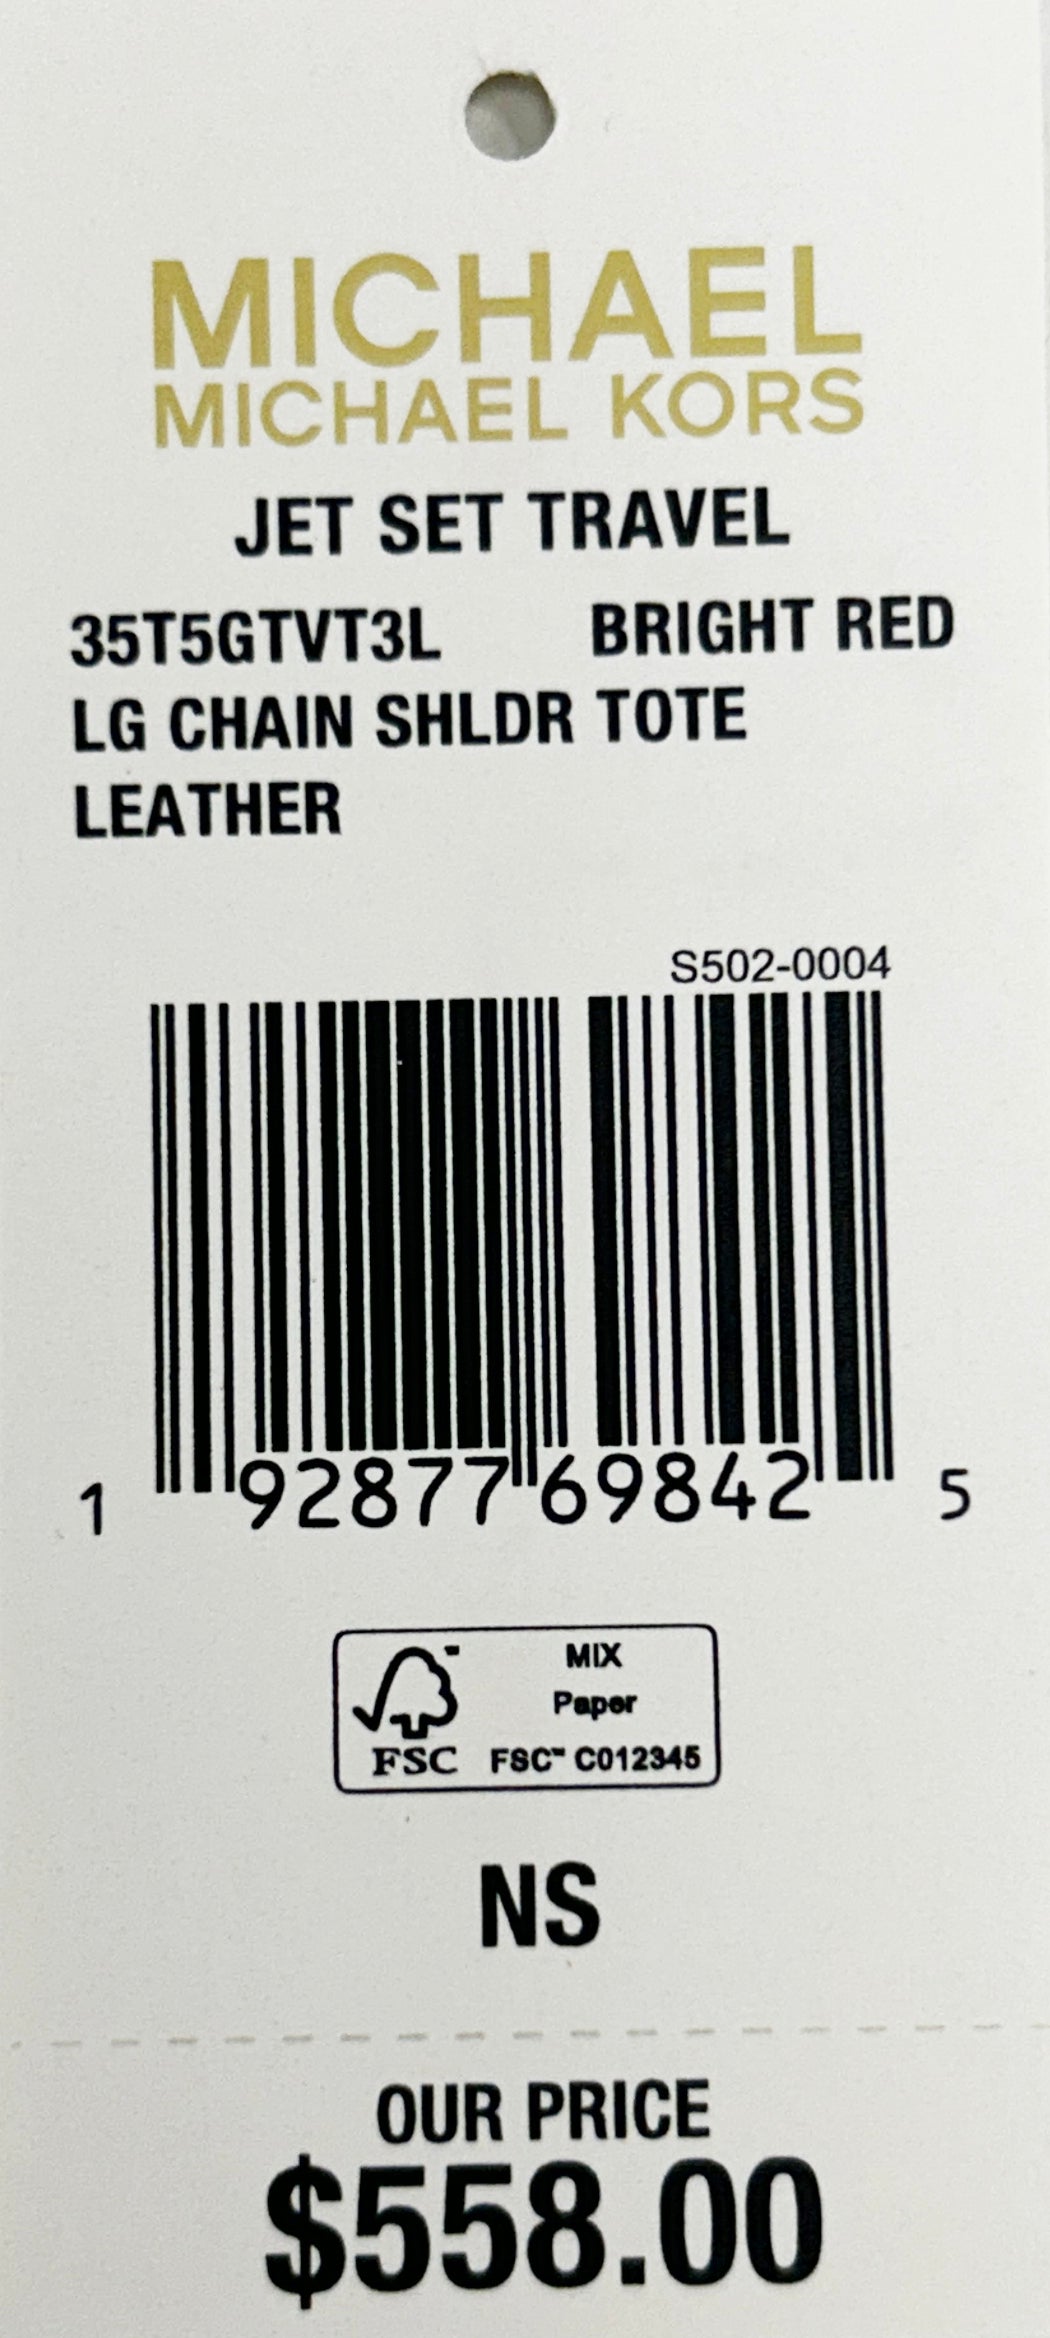 MICHAEL
MICHAEL KORS
JET SET TRAVEL
35T5GTVT3L BRIGHT RED
LG CHAIN SHLDR TOTE
LEATHER
S502-0004
1 92877 69842 5
MIX
Paper
FSC FSC™ C012345
NS
OUR PRICE
$558.00